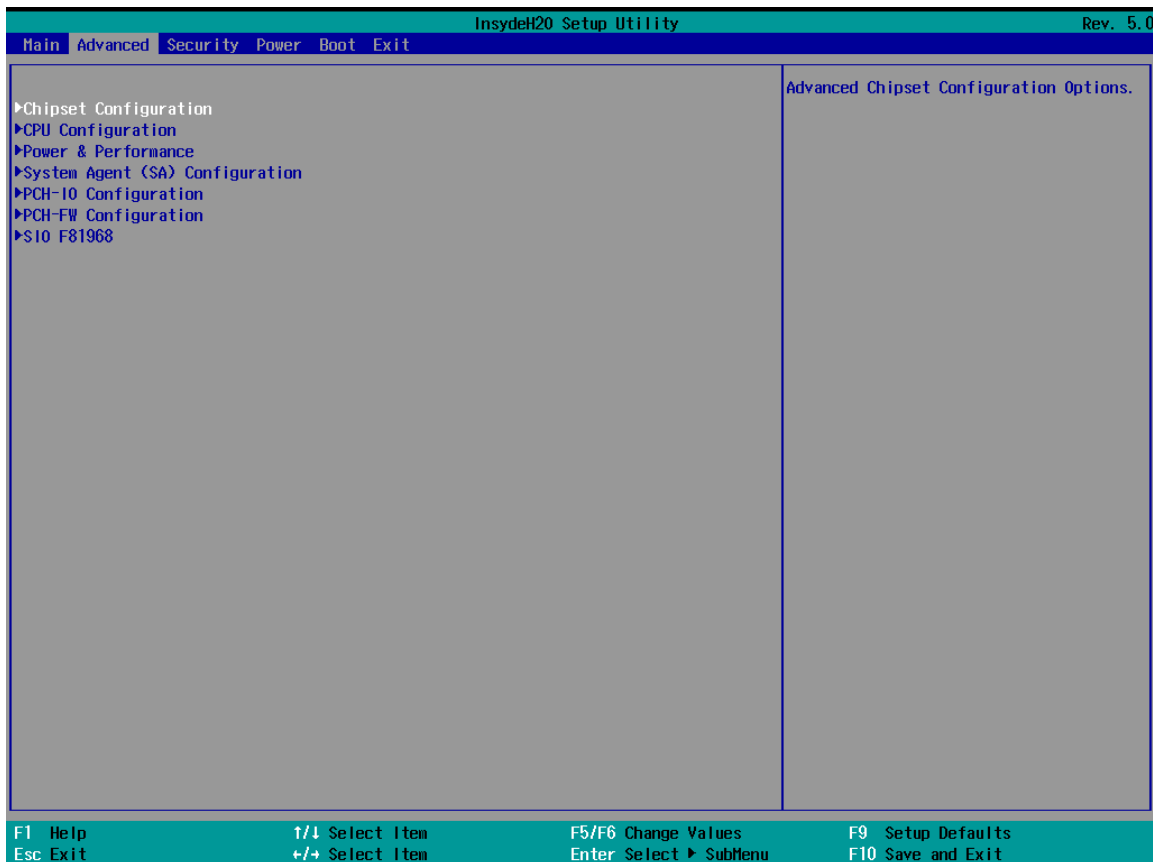 InsydeH20 Setup Utility Rev. 5.0
Main Advanced Security Power Boot Exit
Advanced Chipset Configuration Options.
▶Chipset Configuration
▶CPU Configuration
▶Power & Performance
▶System Agent (SA) Configuration
▶PCH-IO Configuration
▶PCH-FW Configuration
▶SIO F81968
F1 Help ↑/↓ Select Item F5/F6 Change Values F9 Setup Defaults
Esc Exit ←/→ Select Item Enter Select ▶ SubMenu F10 Save and Exit